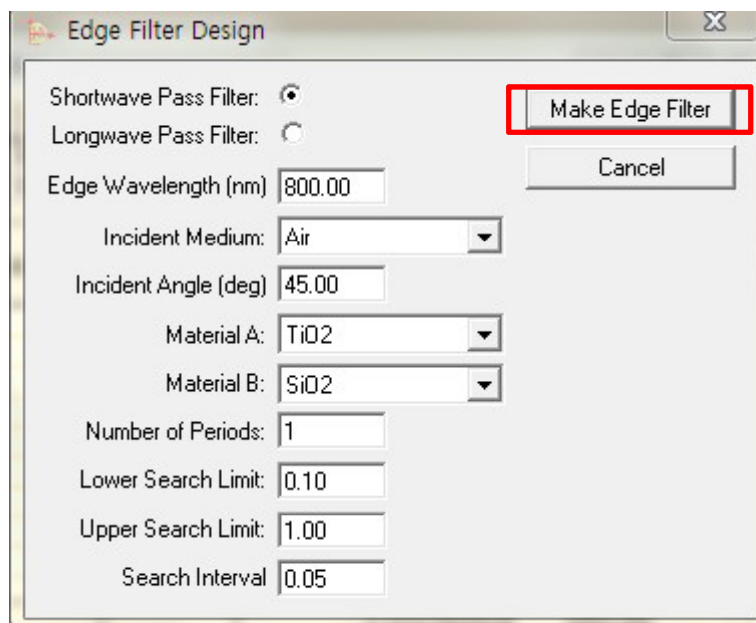 Edge Filter Design
Shortwave Pass Filter:
Make Edge Filter
Longwave Pass Filter:
Cancel
Edge Wavelength (nm) 800.00
Incident Medium: Air
Incident Angle (deg) 45.00
Material A: TiO2
Material B: SiO2
Number of Periods: 1
Lower Search Limit: 0.10
Upper Search Limit: 1.00
Search Interval 0.05